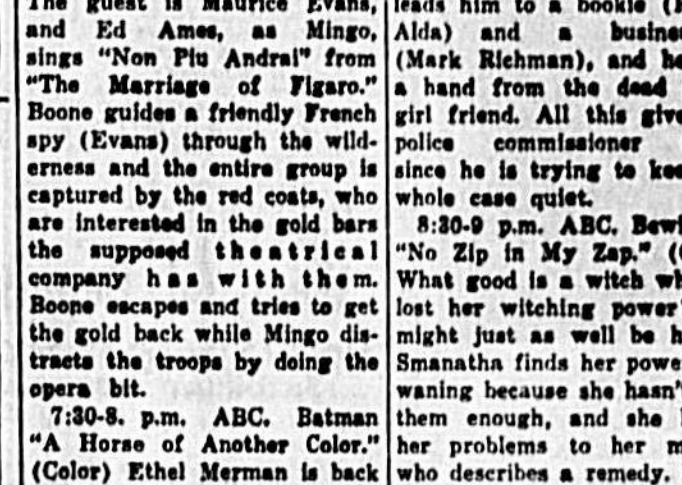 The guest is Maurice Evans,
and Ed Ames, as Mingo,
sings "Non Piu Andrai" from
"The Marriage of Figaro."
Boone guides a friendly French
spy (Evans) through the wild-
erness and the entire group is
captured by the red coats, who
are interested in the gold bars
the supposed theatrical
company has with them.
Boone escapes and tries to get
the gold back while Mingo dis-
tracts the troops by doing the
opera bit.
7:30-8. p.m. ABC. Batman
"A Horse of Another Color."
(Color) Ethel Merman is back
leads him to a bookie (
Alda) and a busine
(Mark Richman), and he
a hand from the dead
girl friend. All this give
police commissioner
since he is trying to kee
whole case quiet.
8:30-9 p.m. ABC. Bewi
"No Zip in My Zap." (
What good is a witch wh
lost her witching power
might just as well be h
Smanatha finds her powe
waning because she hasn'
them enough, and she
her problems to her m
who describes a remedy.